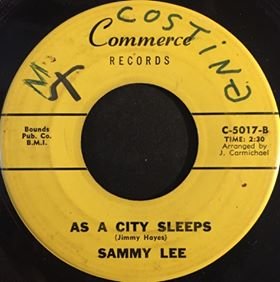 COSTINO
Commerce
RECORDS
Bounds
Pub. Co.
B.M.I.
C-5017-B
TIME: 2:30
Arranged by
J. Carmichael
AS A CITY SLEEPS
(Jimmy Hayes)
SAMMY LEE